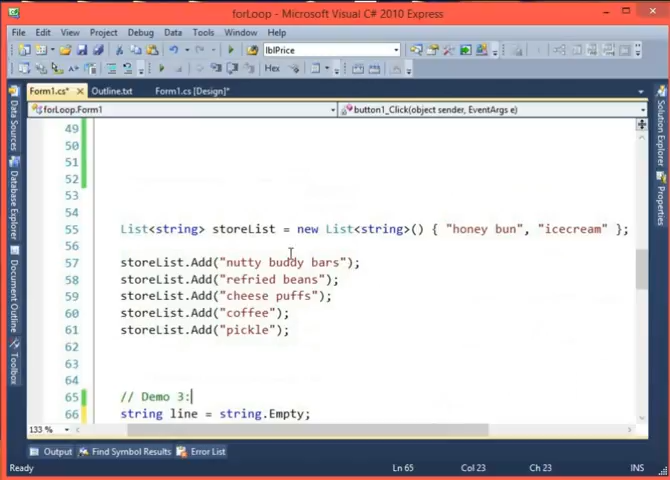 forLoop - Microsoft Visual C# 2010 Express
File Edit View Project Debug Data Tools Window Help
lblPrice
Hex
Form1.cs* Outline.txt Form1.cs [Design]*
forLoop.Form1 button1_Click(object sender, EventArgs e)
Data Sources
Database Explorer
Document Outline
Toolbox
Solution Explorer
Properties
49
50
51
52
53
54
55 List<string> storeList = new List<string>() { "honey bun", "icecream" };
56
57 storeList.Add("nutty buddy bars");
58 storeList.Add("refried beans");
59 storeList.Add("cheese puffs");
60 storeList.Add("coffee");
61 storeList.Add("pickle");
62
63
64
65 // Demo 3:
66 string line = string.Empty;
133 %
Output Find Symbol Results Error List
Ln 65 Col 23 Ch 23 INS